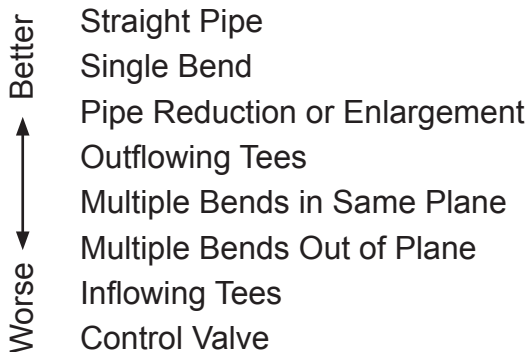 Better
Worse
Straight Pipe
Single Bend
Pipe Reduction or Enlargement
Outflowing Tees
Multiple Bends in Same Plane
Multiple Bends Out of Plane
Inflowing Tees
Control Valve